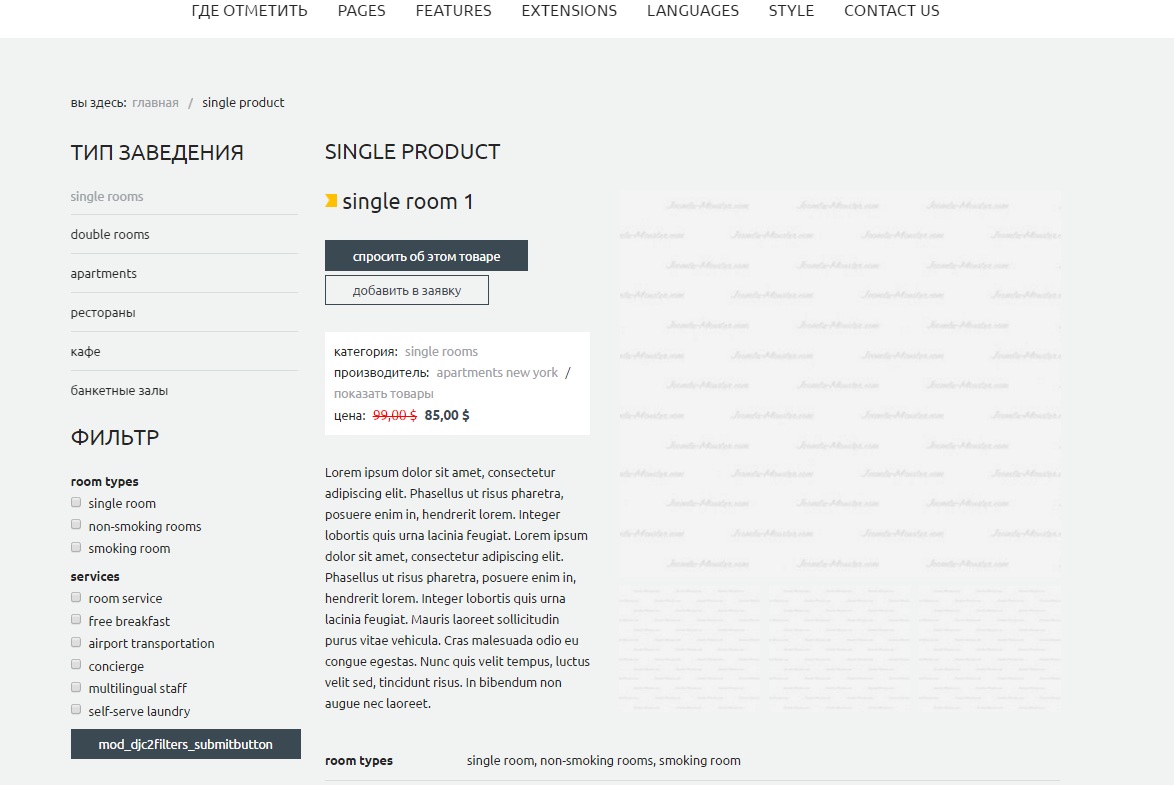 ГДЕ ОТМЕТИТЬ PAGES FEATURES EXTENSIONS LANGUAGES STYLE CONTACT US
вы здесь: главная / single product
ТИП ЗАВЕДЕНИЯ
single rooms
double rooms
apartments
рестораны
кафе
банкетные залы
ФИЛЬТР
room types
single room
non-smoking rooms
smoking room
services
room service
free breakfast
airport transportation
concierge
multilingual staff
self-serve laundry
mod_djc2filters_submitbutton
SINGLE PRODUCT
single room 1
спросить об этом товаре
добавить в заявку
категория: single rooms
производитель: apartments new york /
показать товары
цена: 99,00 $ 85,00 $
Lorem ipsum dolor sit amet, consectetur
adipiscing elit. Phasellus ut risus pharetra,
posuere enim in, hendrerit lorem. Integer
lobortis quis urna lacinia feugiat. Lorem ipsum
dolor sit amet, consectetur adipiscing elit.
Phasellus ut risus pharetra, posuere enim in,
hendrerit lorem. Integer lobortis quis urna
lacinia feugiat. Mauris laoreet sollicitudin
purus vitae vehicula. Cras malesuada odio eu
congue egestas. Nunc quis velit tempus, luctus
velit sed, tincidunt risus. In bibendum non
augue nec laoreet.
room types single room, non-smoking rooms, smoking room